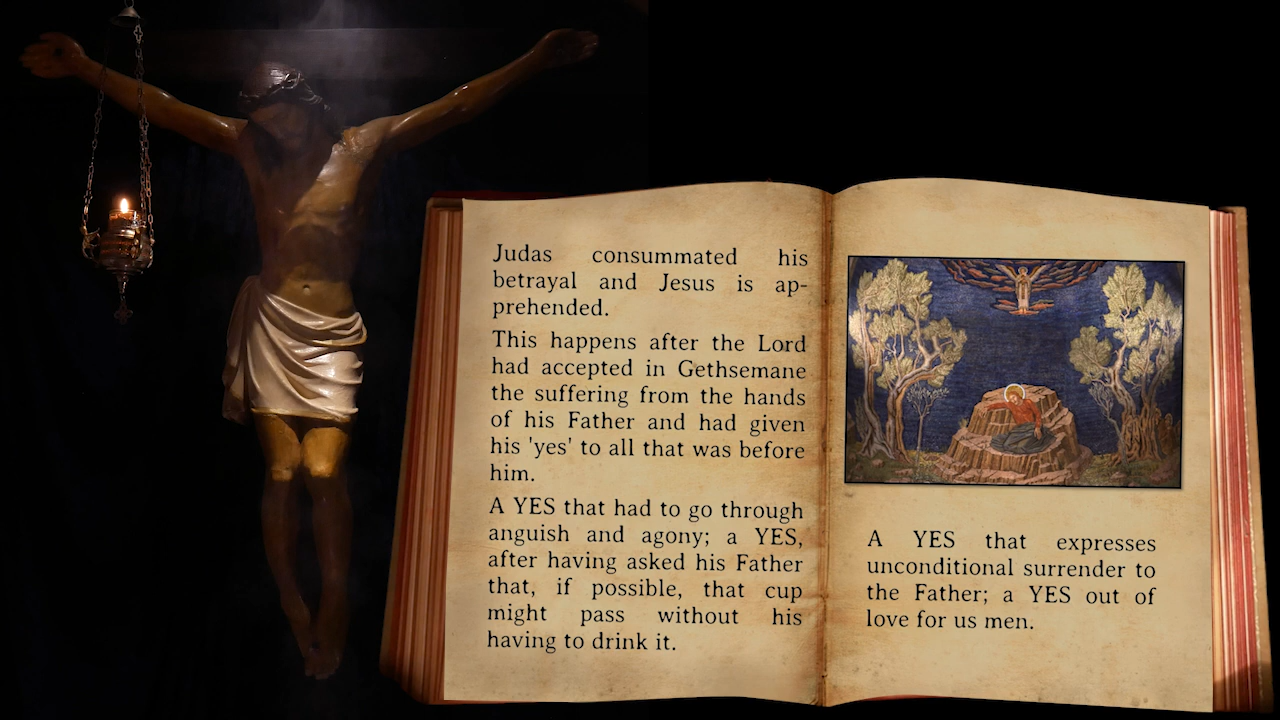 Judas consummated his
betrayal and Jesus is ap-
prehended.
This happens after the Lord
had accepted in Gethsemane
the suffering from the hands
of his Father and had given
his 'yes' to all that was before
him.
A YES that had to go through
anguish and agony; a YES,
after having asked his Father
that, if possible, that cup
might pass without his
having to drink it.
A YES that expresses
unconditional surrender to
the Father; a YES out of
love for us men.